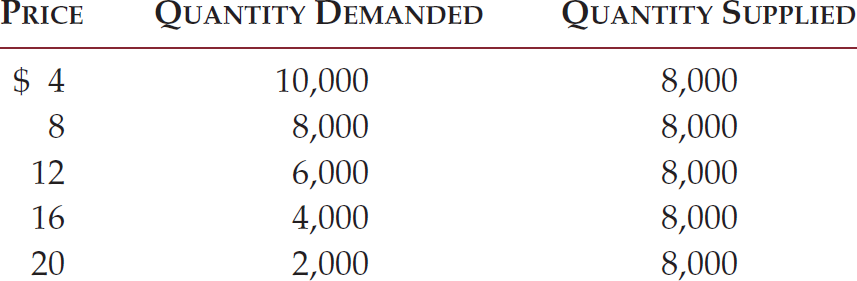 PRICE QUANTITY DEMANDED QUANTITY SUPPLIED
$ 4 10,000 8,000
8 8,000 8,000
12 6,000 8,000
16 4,000 8,000
20 2,000 8,000